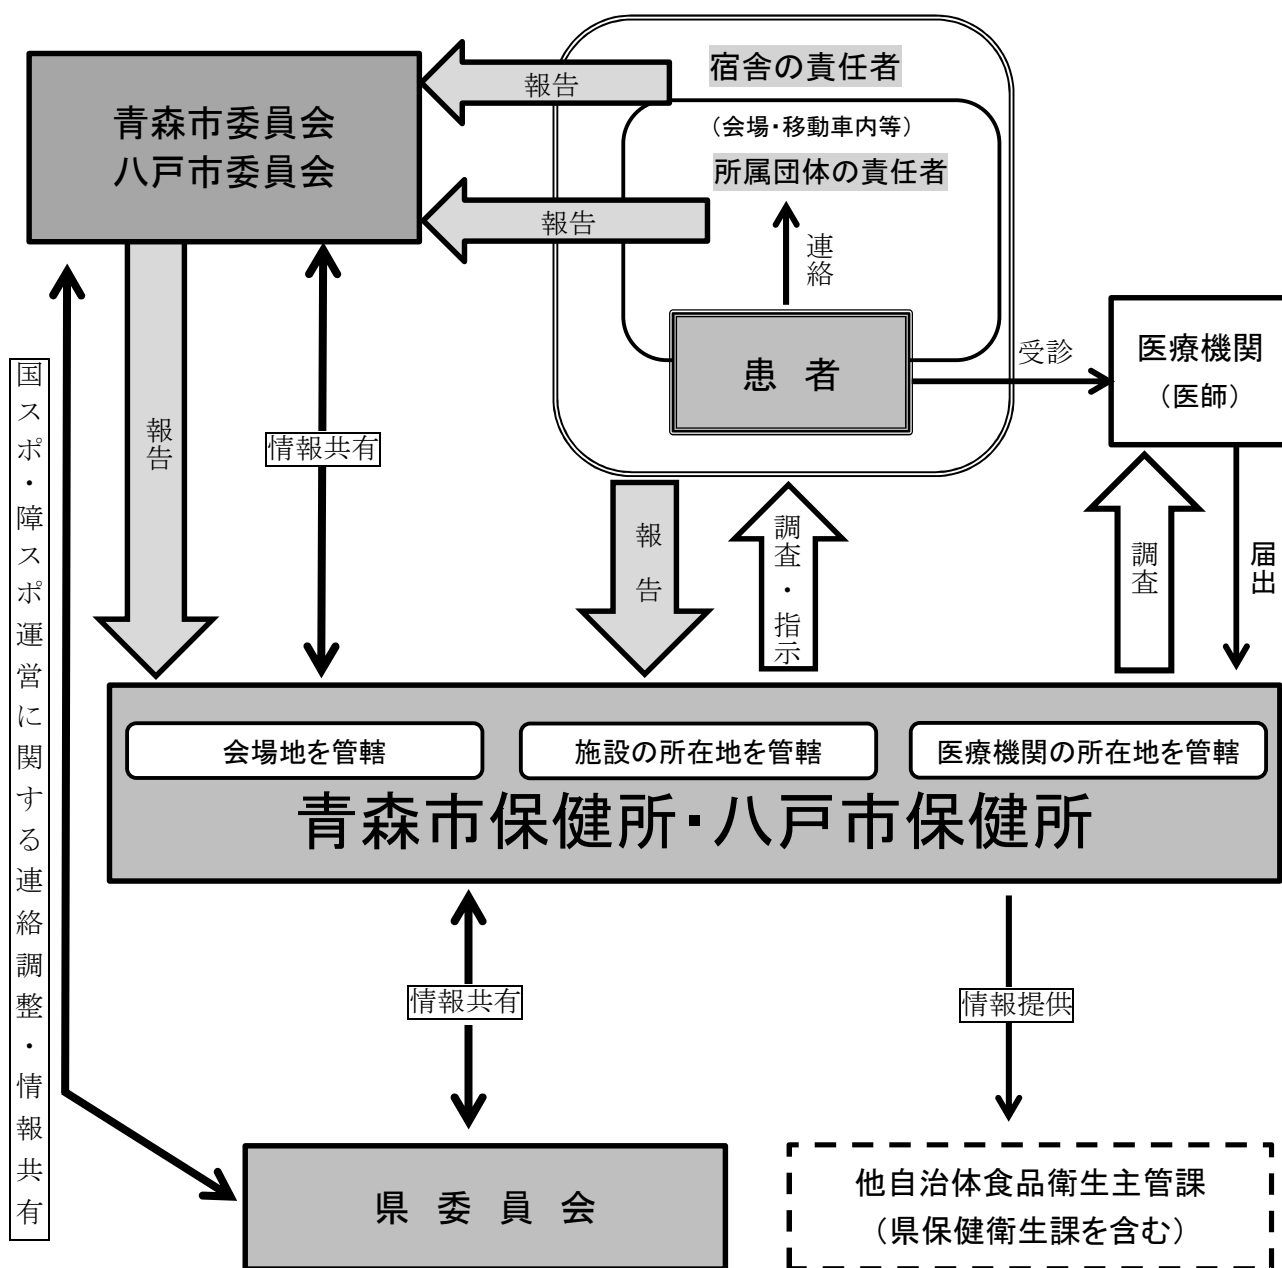 宿舎の責任者
報告
青森市委員会
八戸市委員会
(会場・移動車内等)
所属団体の責任者
報告
連絡
患者
受診
医療機関
(医師)
国スポ・障スポ運営に関する連絡調整・情報共有
報告
情報共有
報告
調査・指示
調査
届出
会場地を管轄
施設の所在地を管轄
医療機関の所在地を管轄
青森市保健所・八戸市保健所
情報共有
情報提供
県委員会
他自治体食品衛生主管課
(県保健衛生課を含む)